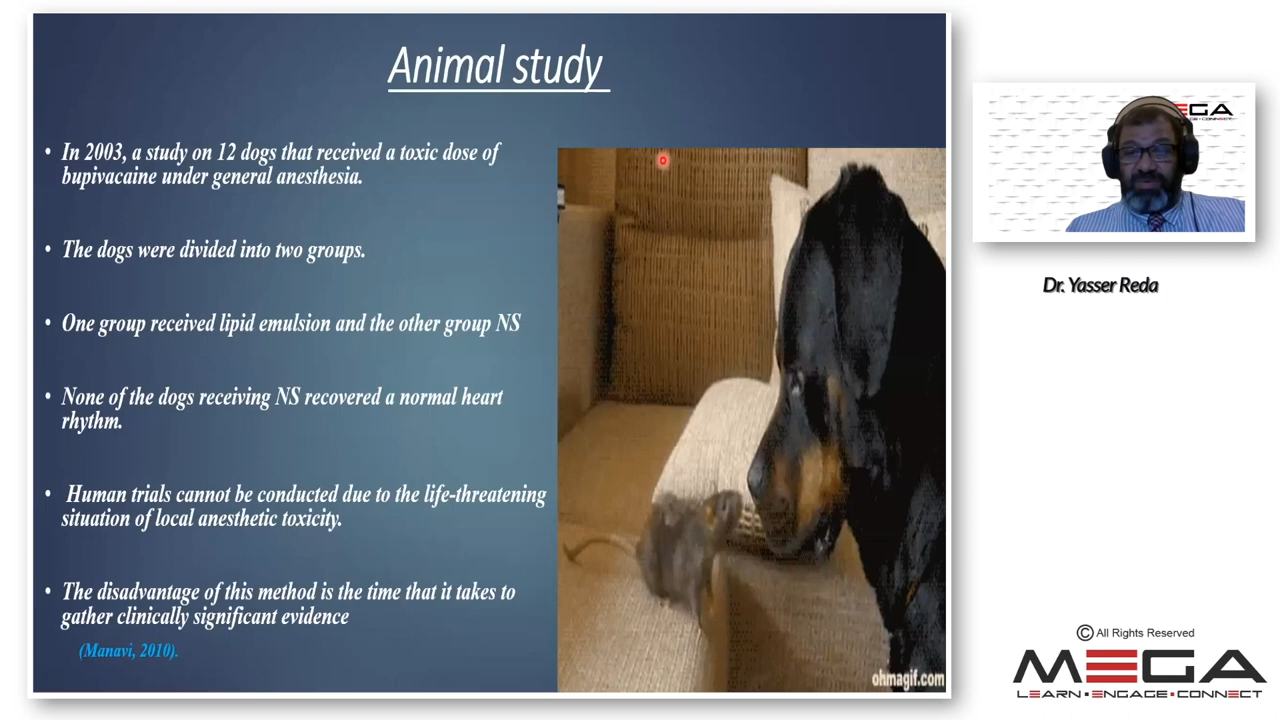 Animal study
• In 2003, a study on 12 dogs that received a toxic dose of
bupivacaine under general anesthesia.
• The dogs were divided into two groups.
• One group received lipid emulsion and the other group NS
• None of the dogs receiving NS recovered a normal heart
rhythm.
• Human trials cannot be conducted due to the life-threatening
situation of local anesthetic toxicity.
• The disadvantage of this method is the time that it takes to
gather clinically significant evidence
(Manavi, 2010).
ohmagif.com
Dr. Yasser Reda
© All Rights Reserved
MEGA
LEARN • ENGAGE • CONNECT